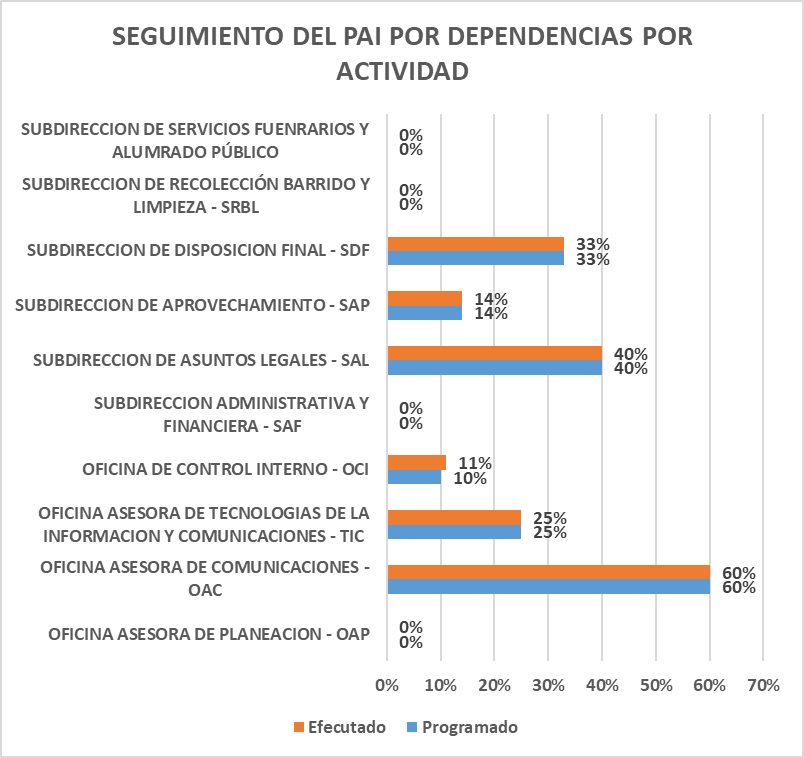 SEGUIMIENTO DEL PAI POR DEPENDENCIAS POR
ACTIVIDAD
SUBDIRECCION DE SERVICIOS FUENRARIOS Y
ALUMRADO PÚBLICO
0%
0%
SUBDIRECCION DE RECOLECCIÓN BARRIDO Y
LIMPIEZA - SRBL
0%
0%
SUBDIRECCION DE DISPOSICION FINAL - SDF
33%
33%
SUBDIRECCION DE APROVECHAMIENTO - SAP
14%
14%
SUBDIRECCION DE ASUNTOS LEGALES - SAL
40%
40%
SUBDIRECCION ADMINISTRATIVA Y
FINANCIERA - SAF
0%
0%
OFICINA DE CONTROL INTERNO - OCI
11%
10%
OFICINA ASESORA DE TECNOLOGIAS DE LA
INFORMACION Y COMUNICACIONES - TIC
25%
25%
OFICINA ASESORA DE COMUNICACIONES -
OAC
60%
60%
OFICINA ASESORA DE PLANEACION - OAP
0%
0%
0% 10% 20% 30% 40% 50% 60% 70%
Efecutado Programado